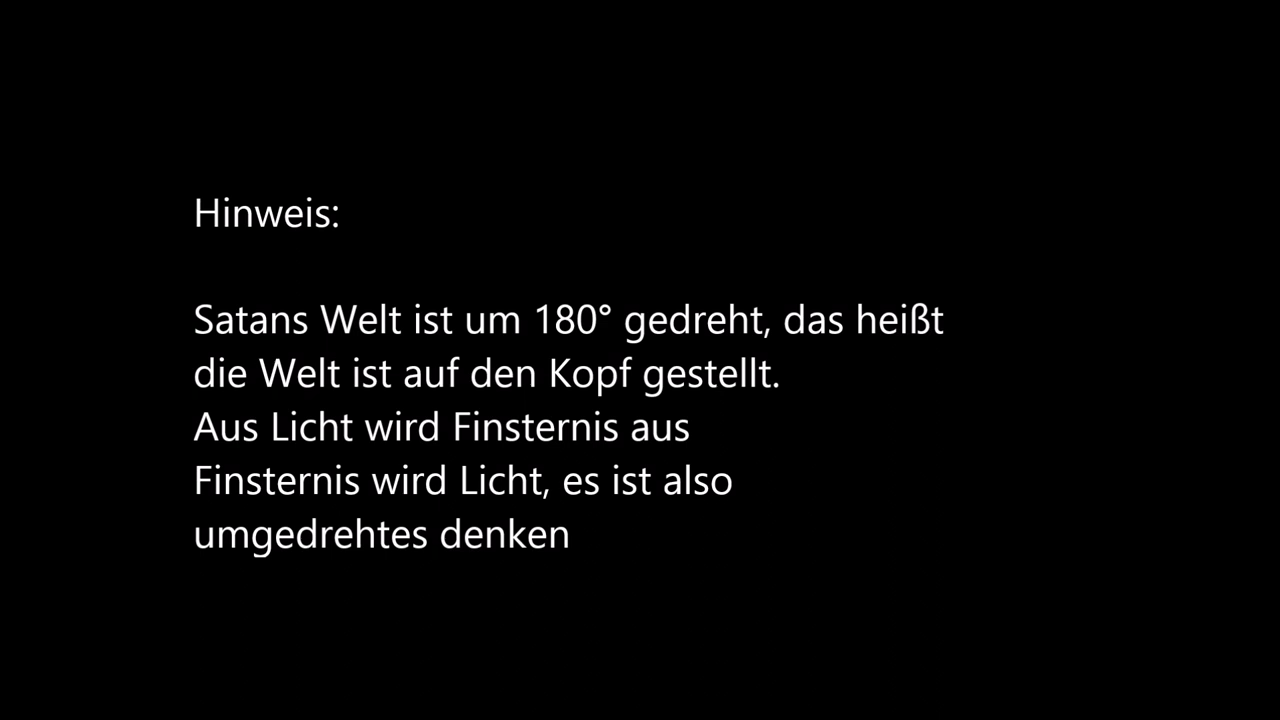 Hinweis:
Satans Welt ist um 180° gedreht, das heißt
die Welt ist auf den Kopf gestellt.
Aus Licht wird Finsternis aus
Finsternis wird Licht, es ist also
umgedrehtes denken